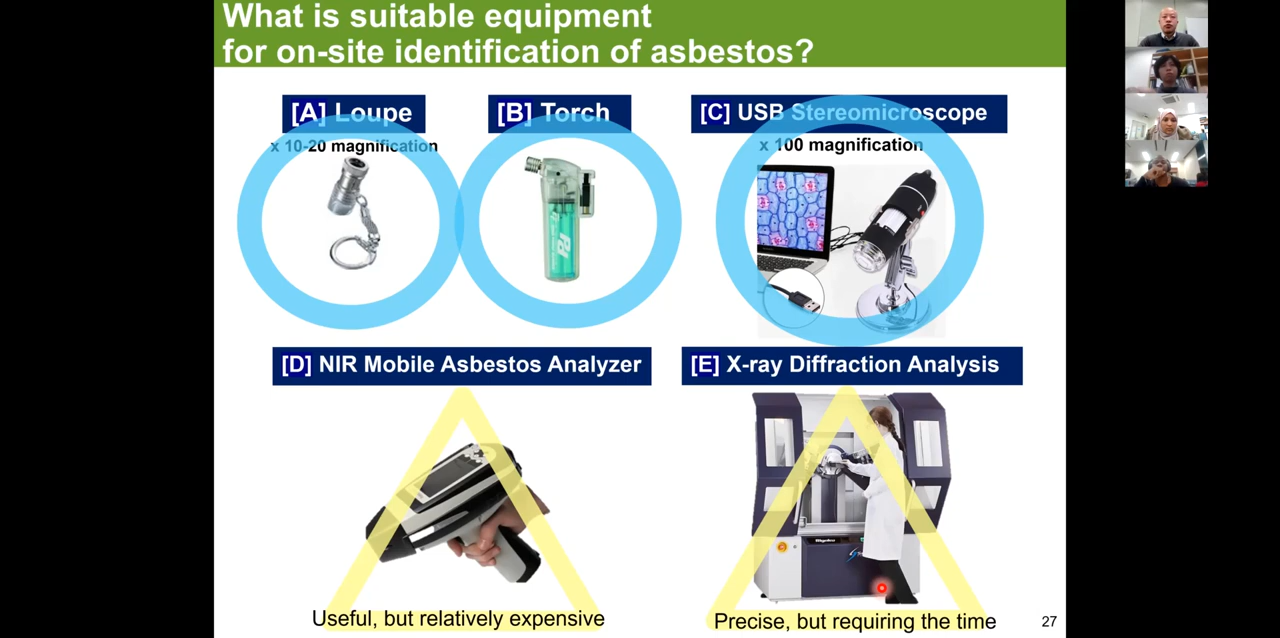 What is suitable equipment
for on-site identification of asbestos?
[A] Loupe
[B] Torch
[C] USB Stereomicroscope
x 10-20 magnification
x 100 magnification
[D] NIR Mobile Asbestos Analyzer
[E] X-ray Diffraction Analysis
Rigaku
Useful, but relatively expensive
Precise, but requiring the time
27